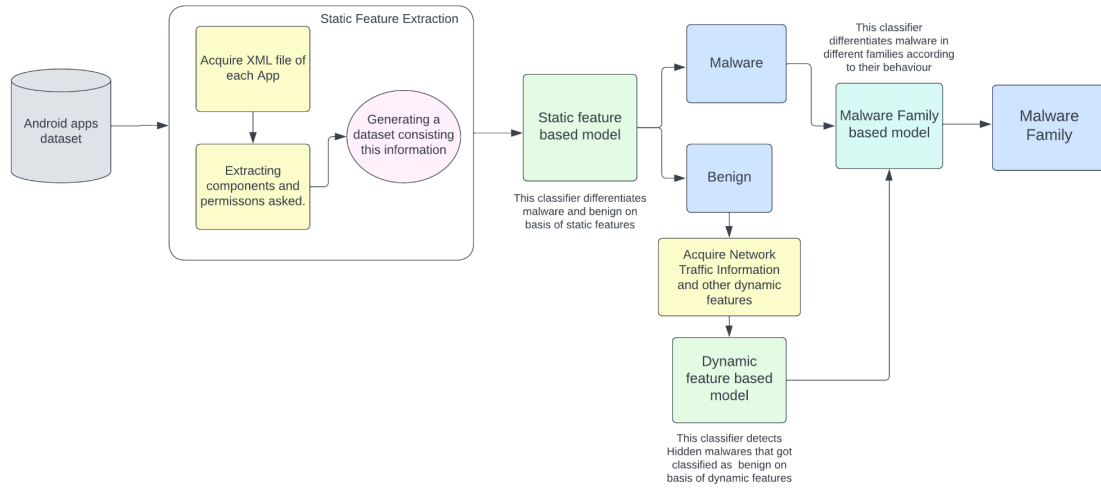 Static Feature Extraction
Android apps
dataset
Acquire XML file of
each App
Extracting
components and
permissons asked.
Generating a
dataset consisting
this information
Static feature
based model
This classifier differentiates
malware and benign on
basis of static features
Malware
Benign
Acquire Network
Traffic Information
and other dynamic
features
Dynamic
feature based
model
This classifier detects
Hidden malwares that got
classified as benign on
basis of dynamic features
This classifier
differentiates malware in
different families according
to their behaviour
Malware Family
based model
Malware
Family